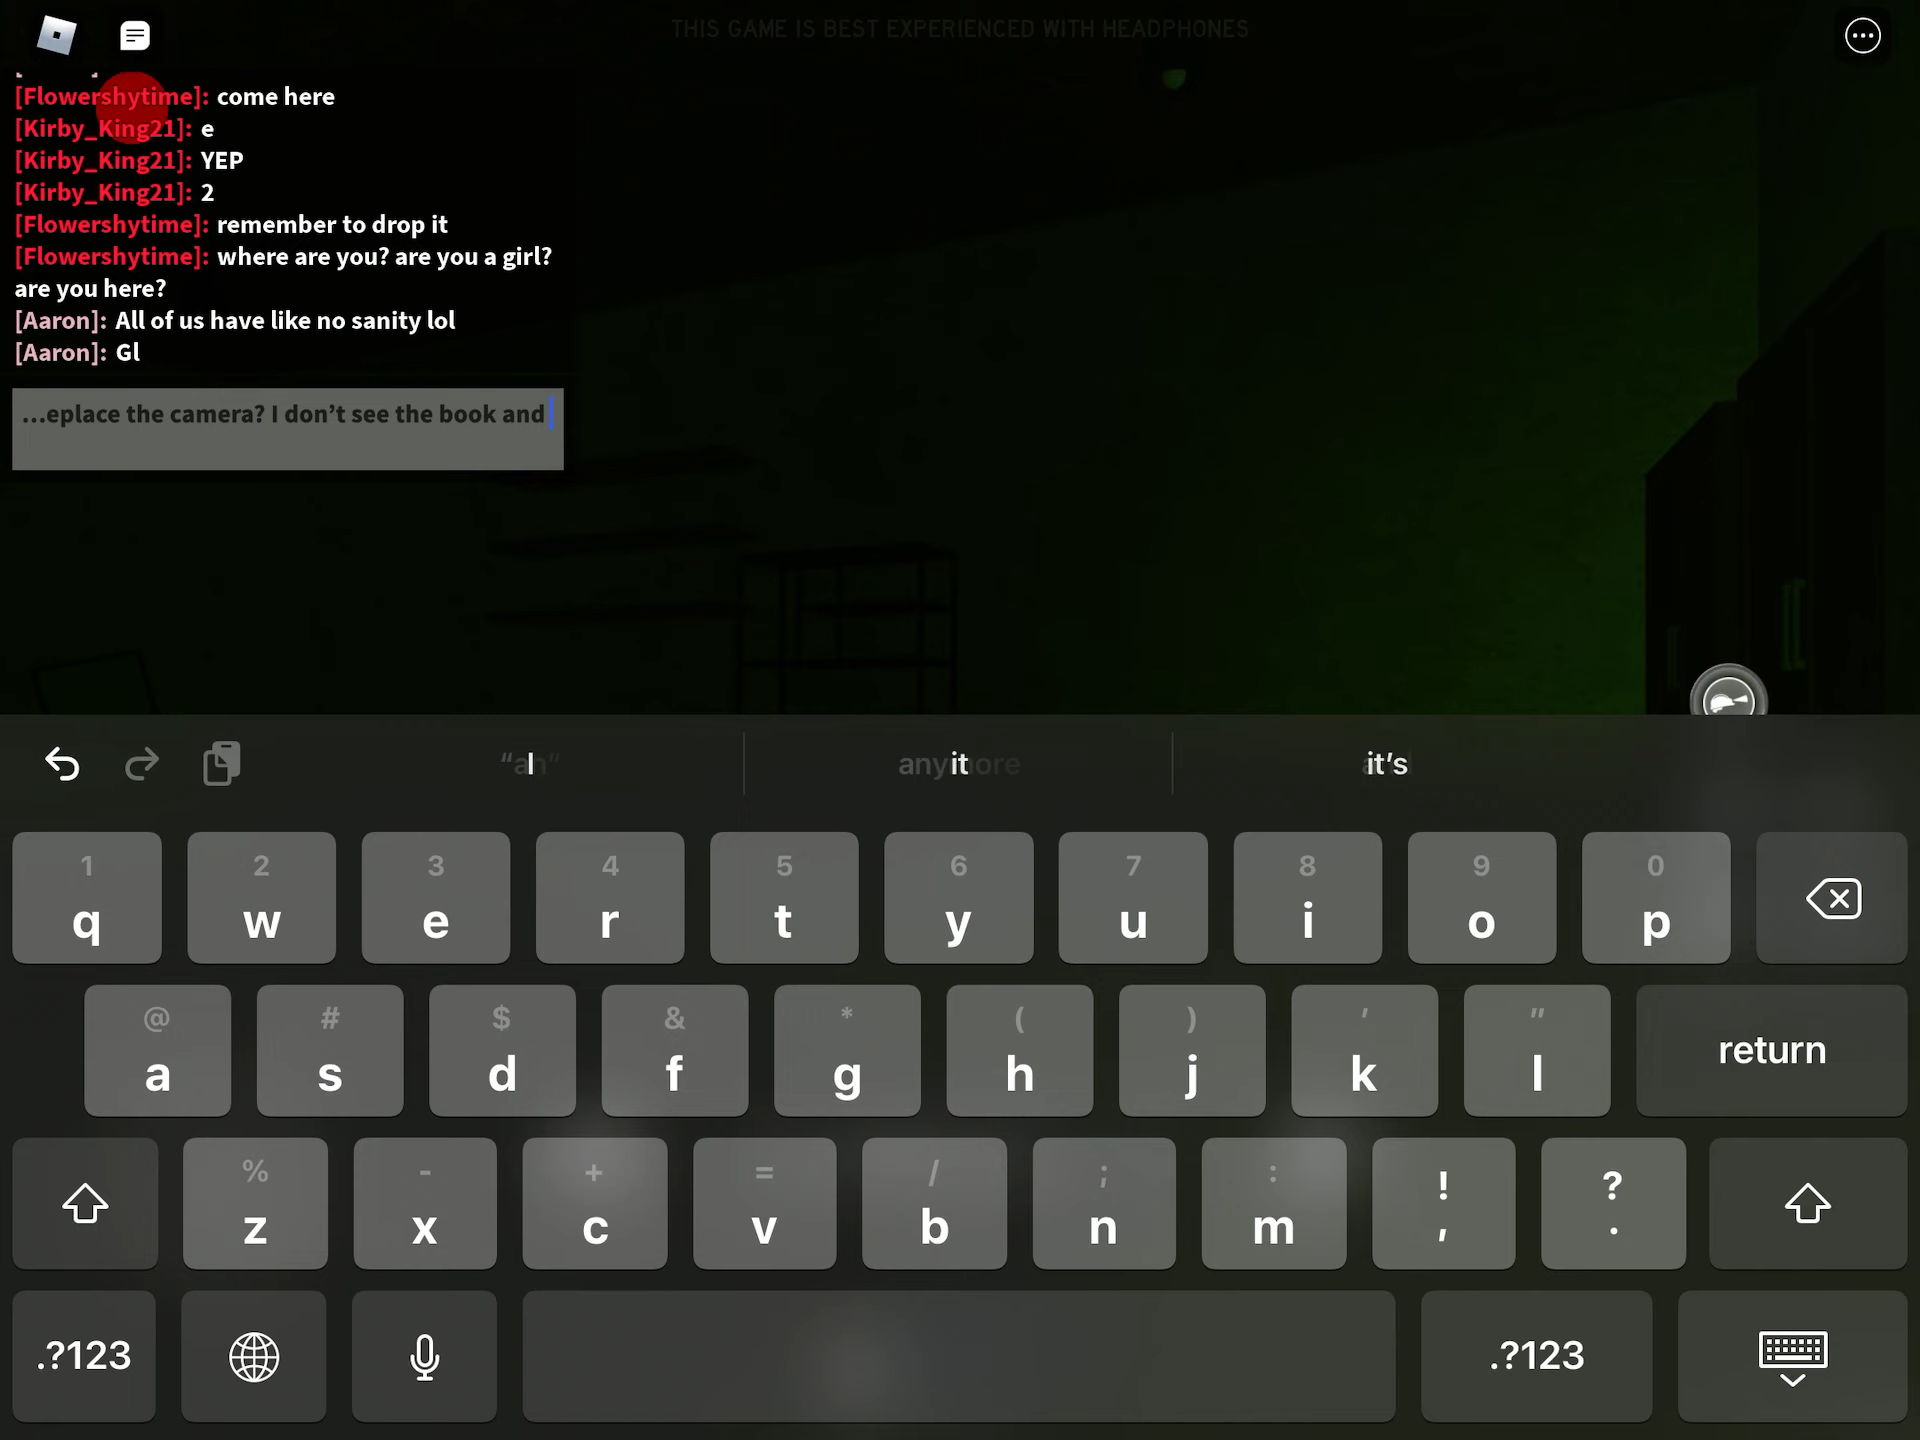 THIS GAME IS BEST EXPERIENCED WITH HEADPHONES
[Flowershytime]: come here
[Kirby_King21]: e
[Kirby_King21]: YEP
[Kirby_King21]: 2
[Flowershytime]: remember to drop it
[Flowershytime]: where are you? are you a girl?
are you here?
[Aaron]: All of us have like no sanity lol
[Aaron]: Gl
...eplace the camera? I don’t see the book and
I it it’s
1 2 3 4 5 6 7 8 9 0
q w e r t y u i o p
@ # $ & * ( ) ' "
a s d f g h j k l return
% - + = / ; : ! ?
z x c v b n m , .
.?123 .?123